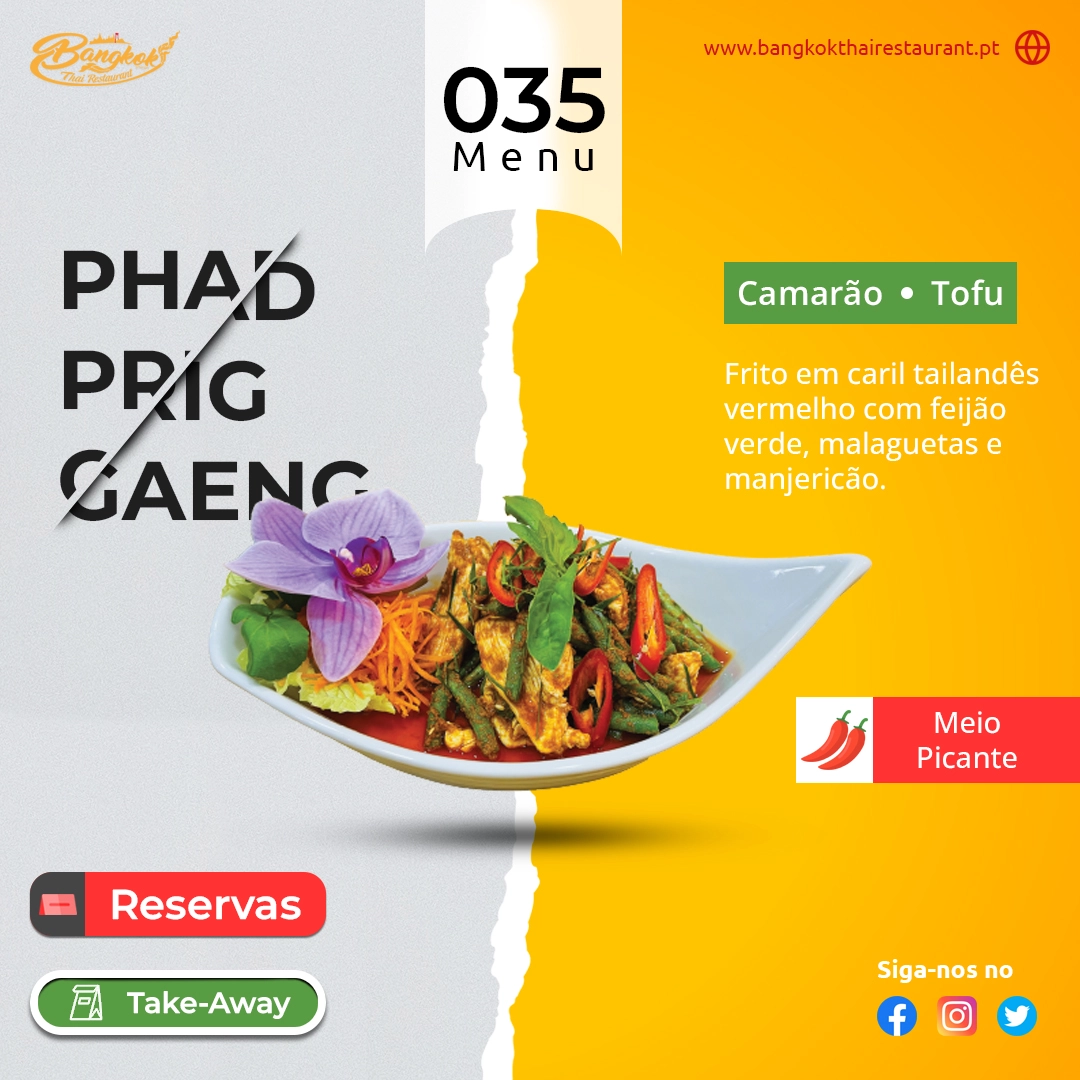 Bangkok
Thai Restaurant
www.bangkokthairestaurant.pt
035
Menu
PHAD
PRIG
GAENG
Camarão • Tofu
Frito em caril tailandês
vermelho com feijão
verde, malaguetas e
manjericão.
Meio
Picante
Reservas
Take-Away
Siga-nos no